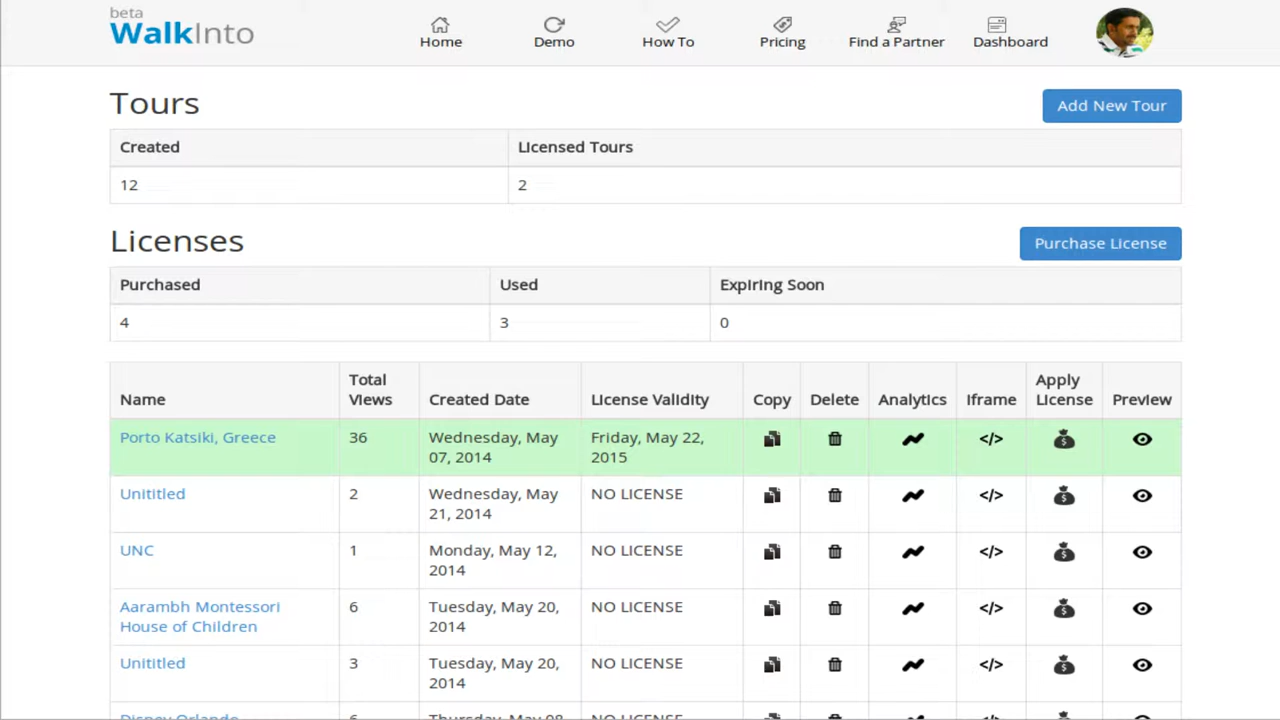 beta
WalkInto
Home
Demo
How To
Pricing
Find a Partner
Dashboard
Tours
Add New Tour
Created
Licensed Tours
12
2
Licenses
Purchase License
Purchased
Used
Expiring Soon
4
3
0
Name
Total Views
Created Date
License Validity
Copy
Delete
Analytics
Iframe
Apply License
Preview
Porto Katsiki, Greece
36
Wednesday, May
07, 2014
Friday, May 22,
2015
</>
Unititled
2
Wednesday, May
21, 2014
NO LICENSE
</>
UNC
1
Monday, May 12,
2014
NO LICENSE
</>
Aarambh Montessori
House of Children
6
Tuesday, May 20,
2014
NO LICENSE
</>
Unititled
3
Tuesday, May 20,
2014
NO LICENSE
</>
Disney Orlando